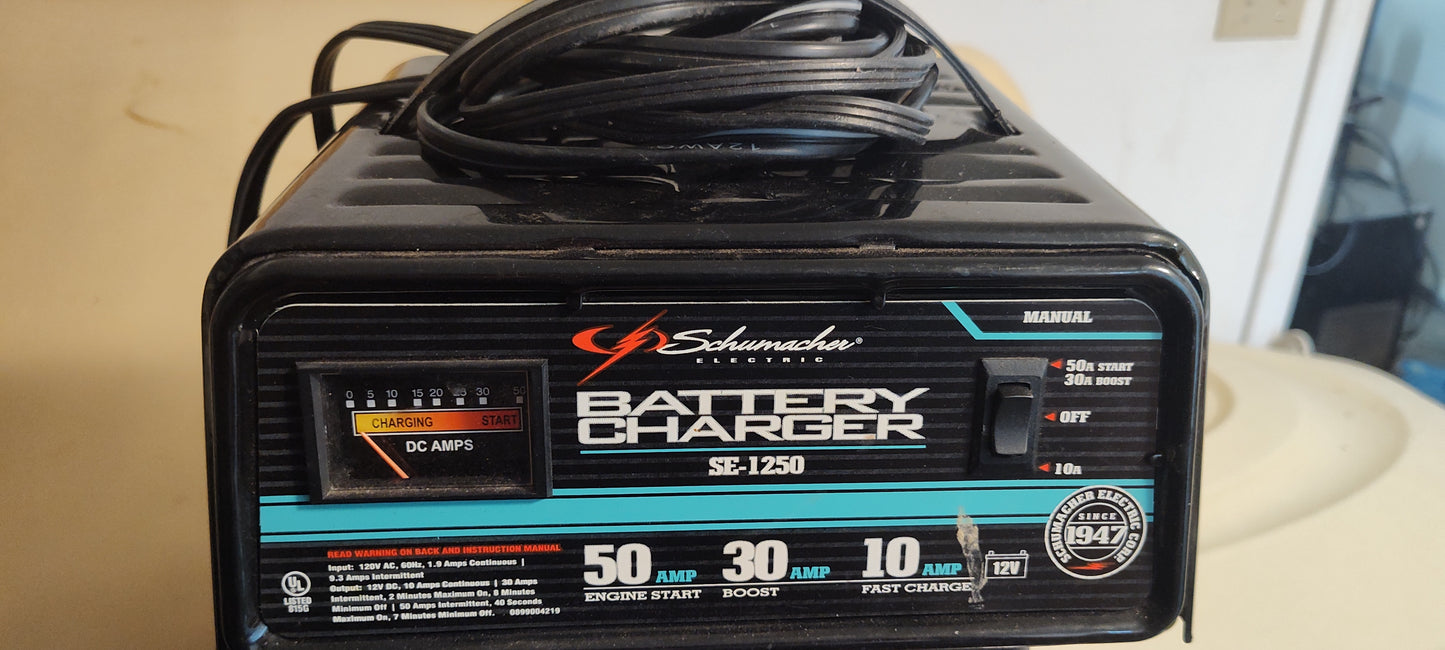 12AWG
Schumacher®
ELECTRIC
BATTERY
CHARGER
SE-1250
MANUAL
50A START
30A BOOST
OFF
10A
0 5 10 15 20 25 30 50
CHARGING START
DC AMPS
READ WARNING ON BACK AND INSTRUCTION MANUAL
Input: 120V AC, 60Hz, 1.9 Amps Continuous |
9.3 Amps Intermittent
Output: 12V DC, 10 Amps Continuous | 30 Amps
Intermittent, 2 Minutes Maximum On, 8 Minutes
Minimum Off | 50 Amps Intermittent, 40 Seconds
Maximum On, 7 Minutes Minimum Off. 0899004219
UL
LISTED
815G
50 AMP
ENGINE START
30 AMP
BOOST
10 AMP
FAST CHARGE
12V
SCHUMACHER ELECTRIC CORP.
SINCE
1947